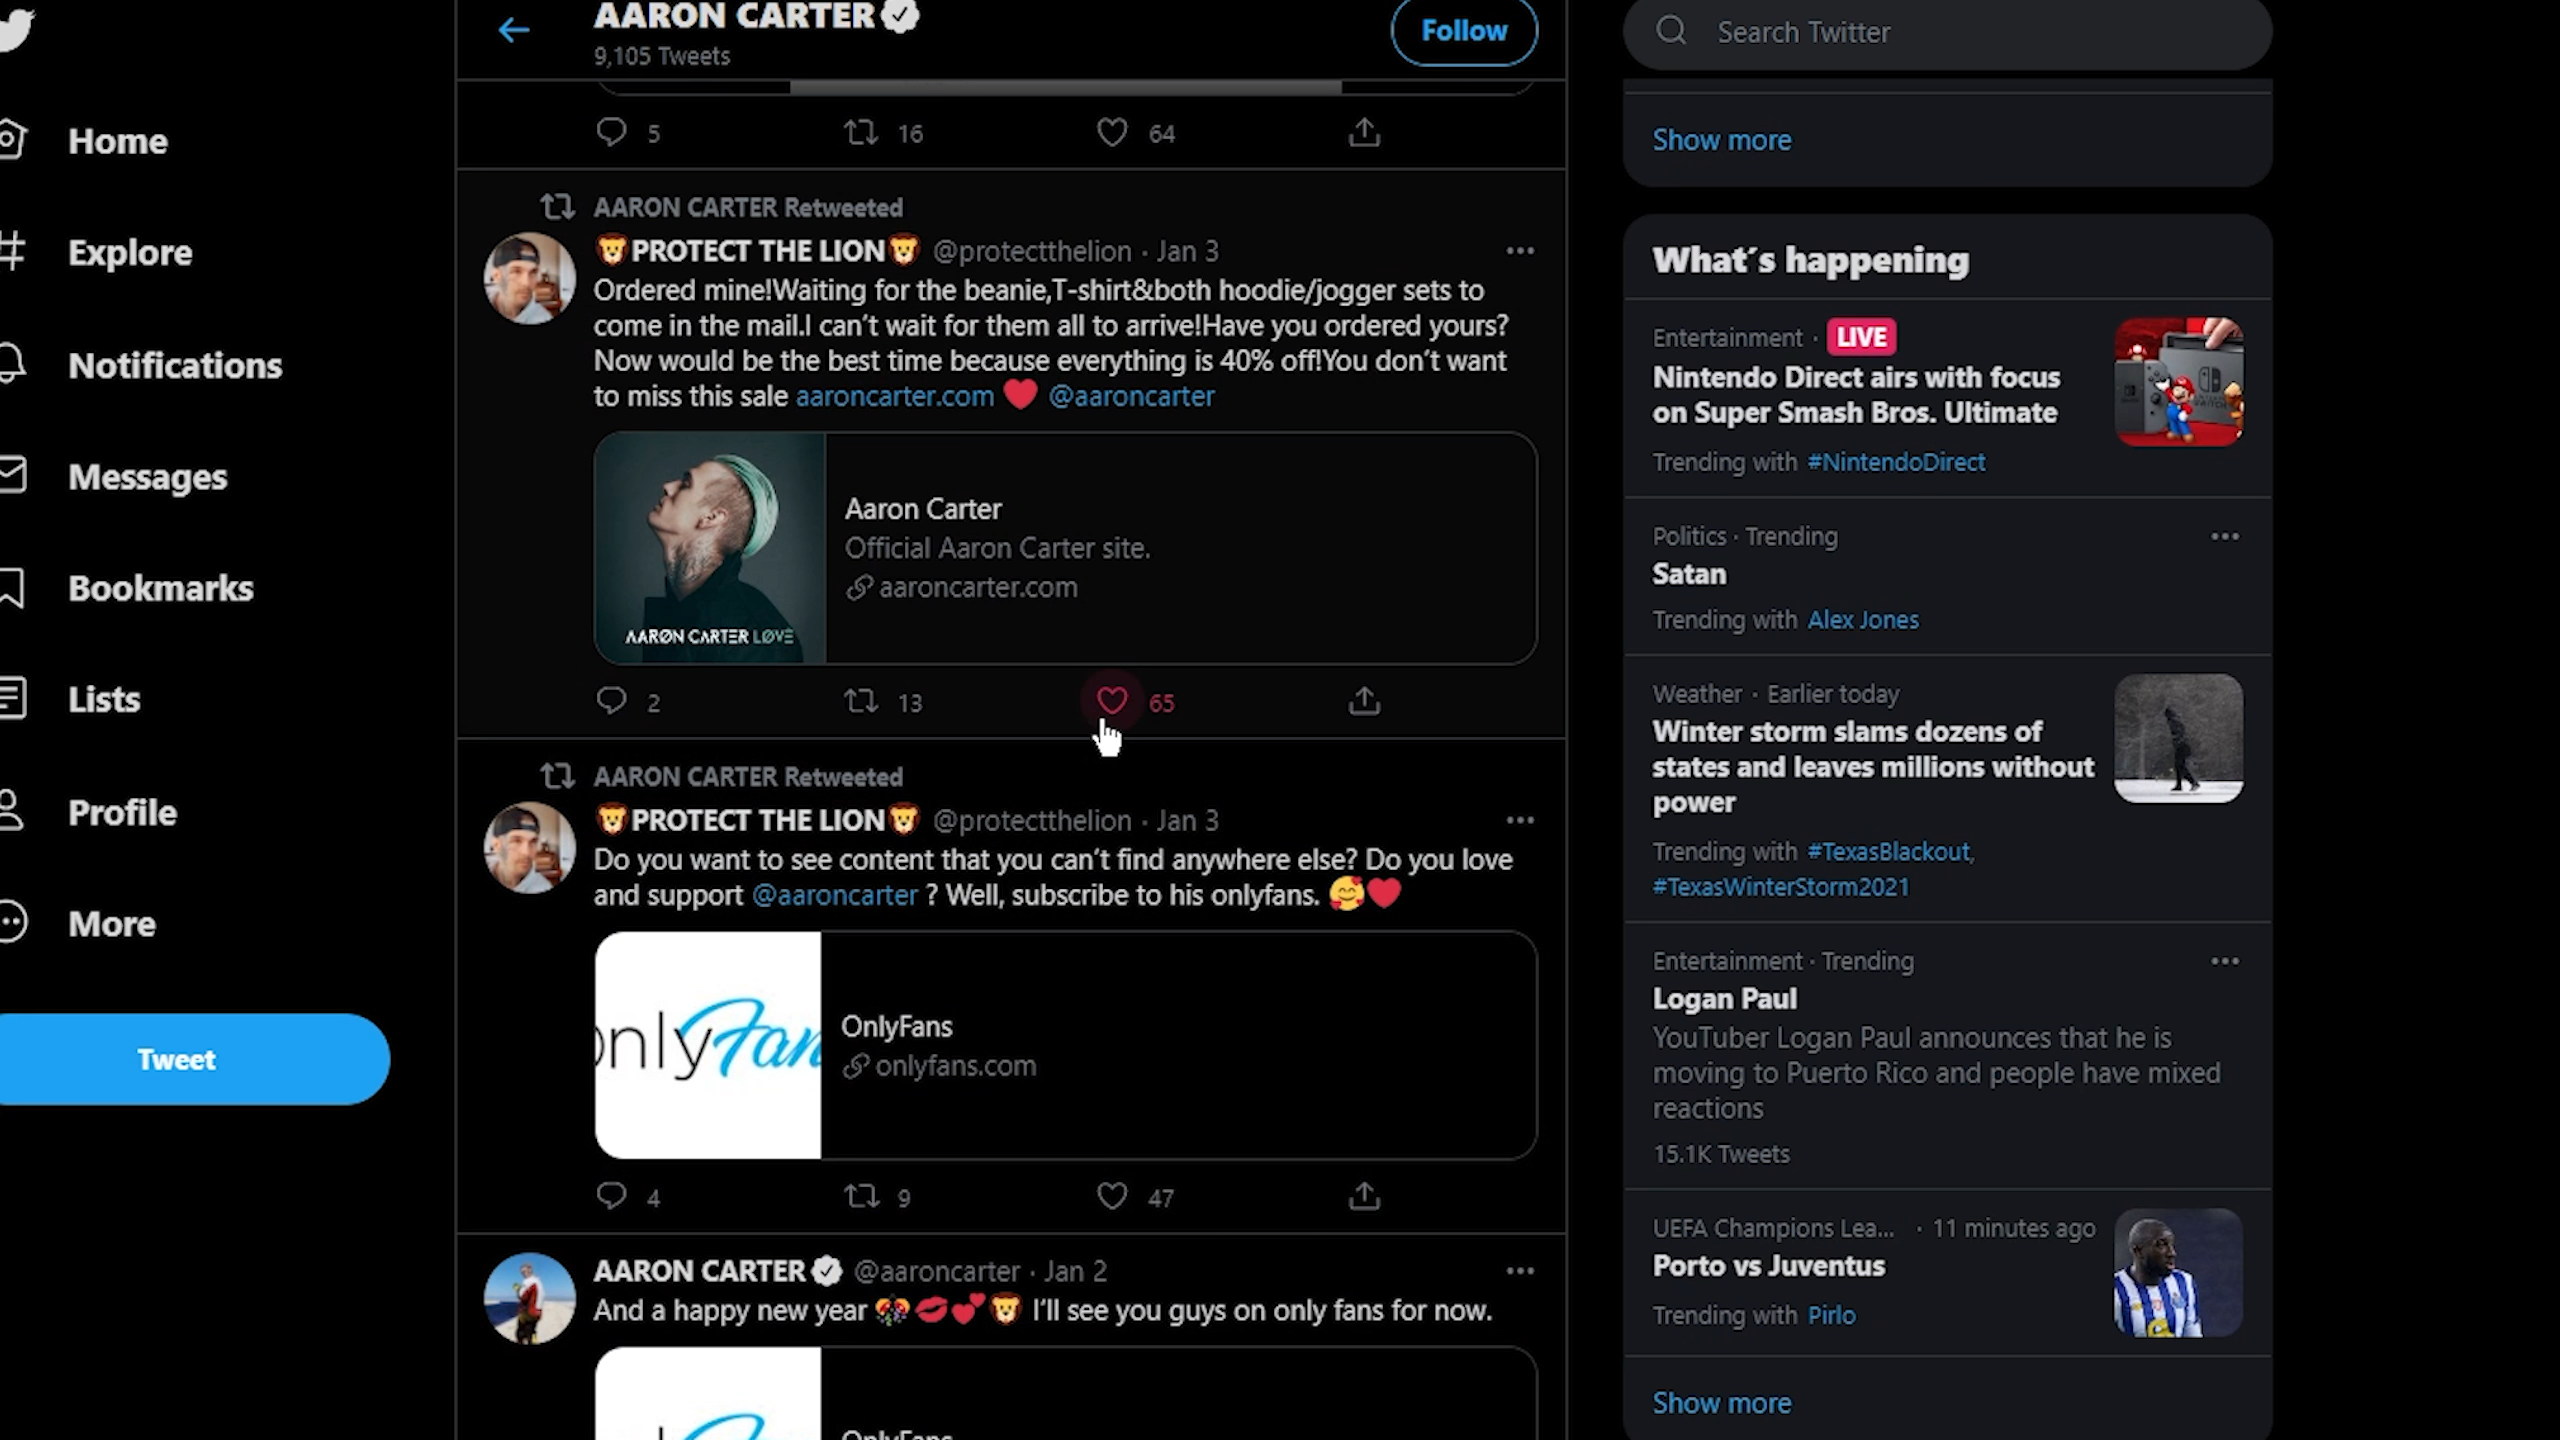 Home
Explore
Notifications
Messages
Bookmarks
Lists
Profile
More
Tweet
AARON CARTER
9,105 Tweets
Follow
5 16 64
AARON CARTER Retweeted
🦁PROTECT THE LION🦁 @protectthelion · Jan 3
Ordered mine!Waiting for the beanie,T-shirt&both hoodie/jogger sets to
come in the mail.I can't wait for them all to arrive!Have you ordered yours?
Now would be the best time because everything is 40% off!You don't want
to miss this sale aaroncarter.com ❤️ @aaroncarter
AARØN CARTER LØVË
Aaron Carter
Official Aaron Carter site.
aaroncarter.com
2 13 65
AARON CARTER Retweeted
🦁PROTECT THE LION🦁 @protectthelion · Jan 3
Do you want to see content that you can't find anywhere else? Do you love
and support @aaroncarter ? Well, subscribe to his onlyfans. 🥰❤️
onlyFan
OnlyFans
onlyfans.com
4 9 47
AARON CARTER @aaroncarter · Jan 2
And a happy new year 🎊💋💕🦁 I'll see you guys on only fans for now.
OnlyFans
Search Twitter
Show more
What's happening
Entertainment · LIVE
Nintendo Direct airs with focus
on Super Smash Bros. Ultimate
Trending with #NintendoDirect
Politics · Trending
Satan
Trending with Alex Jones
Weather · Earlier today
Winter storm slams dozens of
states and leaves millions without
power
Trending with #TexasBlackout,
#TexasWinterStorm2021
Entertainment · Trending
Logan Paul
YouTuber Logan Paul announces that he is
moving to Puerto Rico and people have mixed
reactions
15.1K Tweets
UEFA Champions Lea... · 11 minutes ago
Porto vs Juventus
Trending with Pirlo
Show more